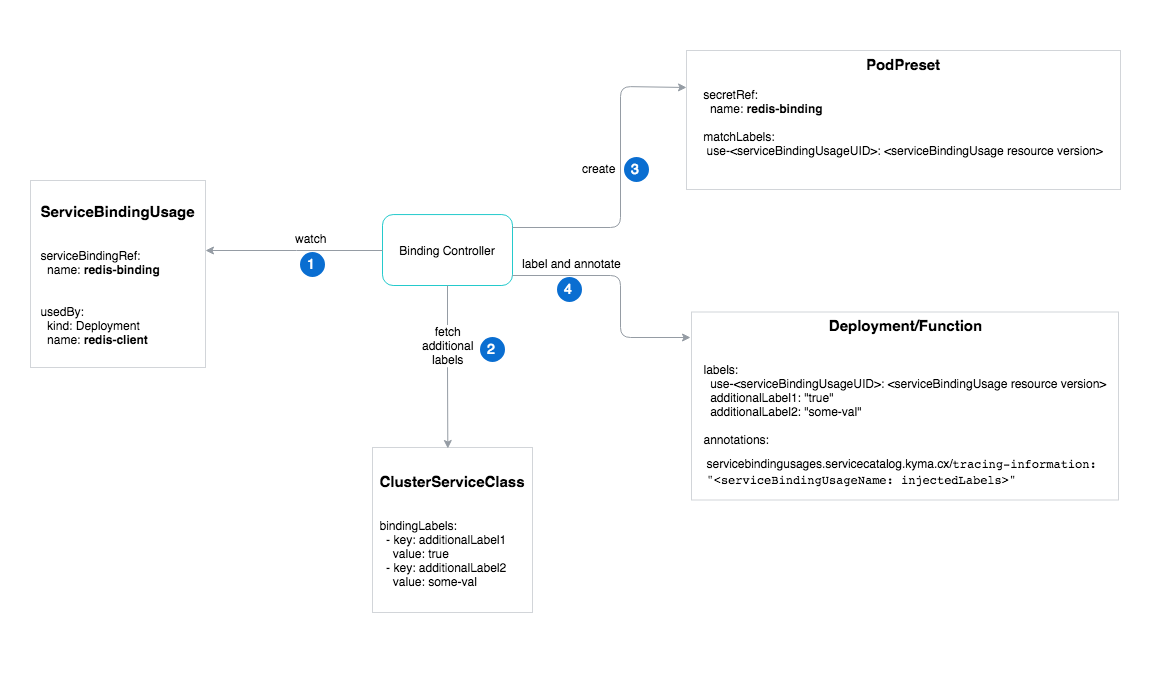 PodPreset
secretRef:
name: redis-binding
matchLabels:
use-<serviceBindingUsageUID>: <serviceBindingUsage resource version>
create
3
ServiceBindingUsage
serviceBindingRef:
name: redis-binding
usedBy:
kind: Deployment
name: redis-client
watch
1
Binding Controller
label and annotate
4
fetch
additional
labels
2
Deployment/Function
labels:
use-<serviceBindingUsageUID>: <serviceBindingUsage resource version>
additionalLabel1: "true"
additionalLabel2: "some-val"
annotations:
servicebindingusages.servicecatalog.kyma.cx/tracing-information:
"<serviceBindingUsageName: injectedLabels>"
ClusterServiceClass
bindingLabels:
- key: additionalLabel1
value: true
- key: additionalLabel2
value: some-val